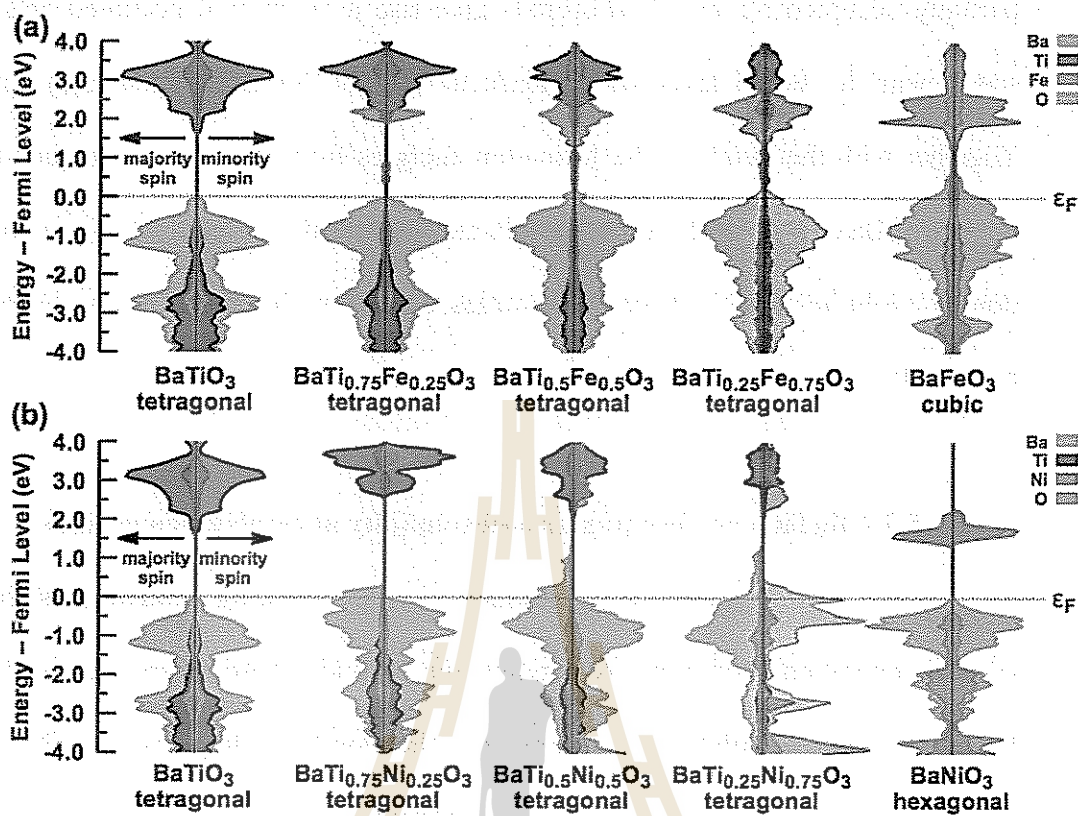 (a)
Energy – Fermi Level (eV)
4.0
3.0
2.0
1.0
0.0
-1.0
-2.0
-3.0
-4.0
majority spin
minority spin
Ba
Ti
Fe
O
εF
BaTiO3
tetragonal
BaTi0.75Fe0.25O3
tetragonal
BaTi0.5Fe0.5O3
tetragonal
BaTi0.25Fe0.75O3
tetragonal
BaFeO3
cubic
(b)
Energy – Fermi Level (eV)
4.0
3.0
2.0
1.0
0.0
-1.0
-2.0
-3.0
-4.0
majority spin
minority spin
Ba
Ti
Ni
O
εF
BaTiO3
tetragonal
BaTi0.75Ni0.25O3
tetragonal
BaTi0.5Ni0.5O3
tetragonal
BaTi0.25Ni0.75O3
tetragonal
BaNiO3
hexagonal